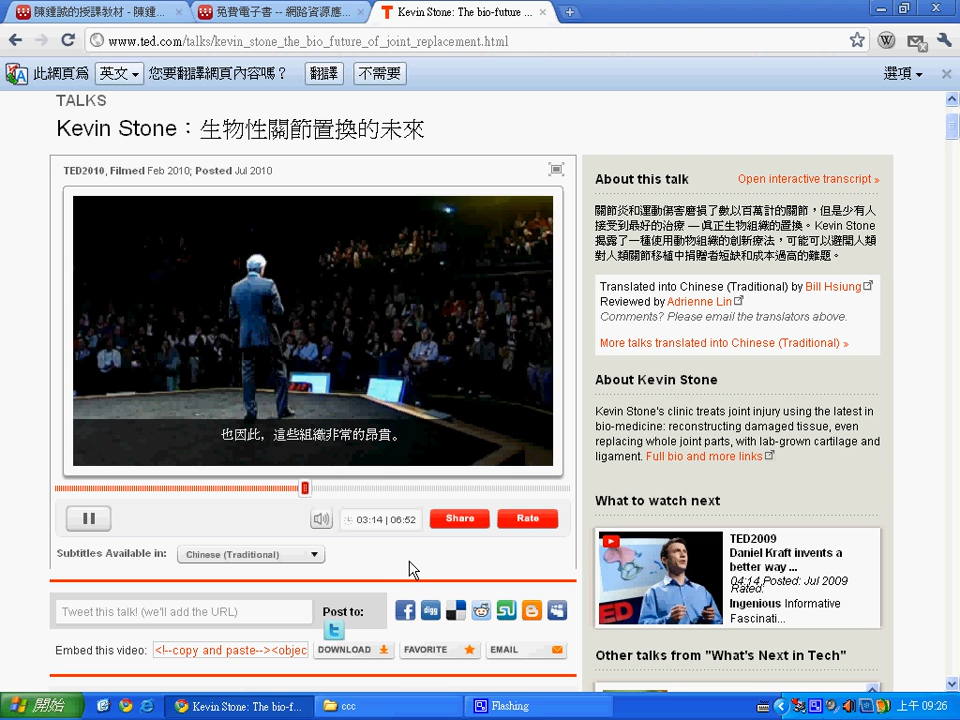 陳鍾誠的授課教材 - 陳鍾...
免費電子書 -- 網路資源應...
Kevin Stone: The bio-future ...
www.ted.com/talks/kevin_stone_the_bio_future_of_joint_replacement.html
此網頁為 英文 您要翻譯網頁內容嗎？ 翻譯 不需要 選項
TALKS
Kevin Stone：生物性關節置換的未來
TED2010, Filmed Feb 2010; Posted Jul 2010
也因此，這些組織非常的昂貴。
03:14 | 06:52 Share Rate
Subtitles Available in: Chinese (Traditional)
Tweet this talk! (we'll add the URL) Post to:
digg
Embed this video: <!--copy and paste--><objec DOWNLOAD FAVORITE EMAIL
About this talk Open interactive transcript »
關節炎和運動傷害磨損了數以百萬計的關節，但是少有人
接受到最好的治療 — 真正生物組織的置換。Kevin Stone
揭露了一種使用動物組織的創新療法，可能可以避開人類
對人類關節移植中捐贈者短缺和成本過高的難題。
Translated into Chinese (Traditional) by Bill Hsiung
Reviewed by Adrienne Lin
Comments? Please email the translators above.
More talks translated into Chinese (Traditional) »
About Kevin Stone
Kevin Stone's clinic treats joint injury using the latest in
bio-medicine: reconstructing damaged tissue, even
replacing whole joint parts, with lab-grown cartilage and
ligament. Full bio and more links
What to watch next
TED
TED2009
Daniel Kraft invents a
better way ...
04:14 Posted: Jul 2009
Rated:
Ingenious Informative
Fascinati...
Other talks from "What's Next in Tech"
開始 Kevin Stone: The bio-f... ccc Flashing 上午 09:26